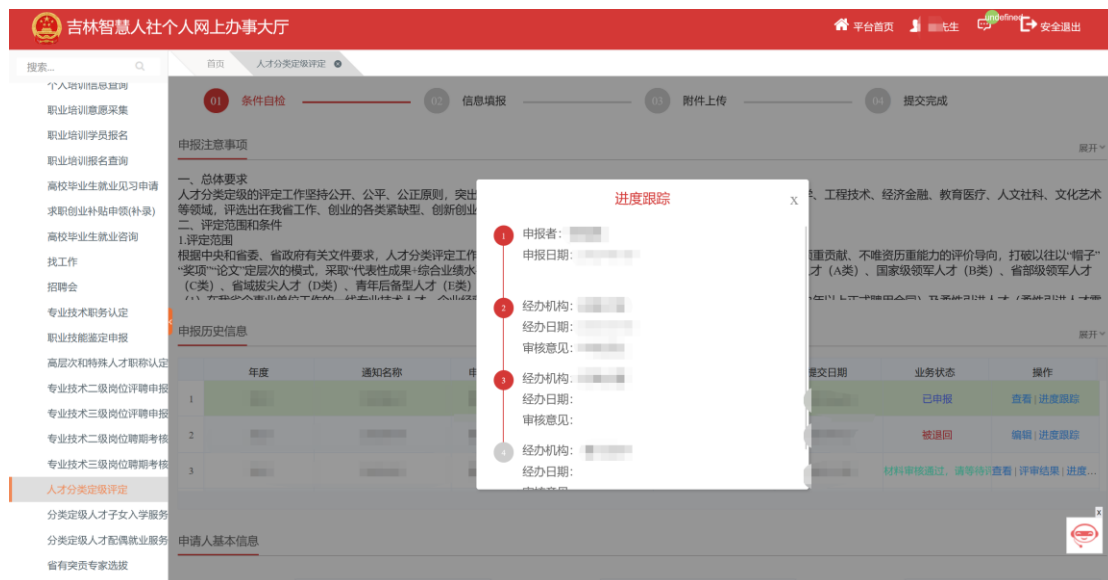 吉林智慧人社个人网上办事大厅
平台首页
先生
undefined
安全退出
搜索...
首页
人才分类定级评定
个人培训信息查询
职业培训意愿采集
职业培训学员报名
职业培训报名查询
高校毕业生就业见习申请
求职创业补贴申领(补录)
高校毕业生就业咨询
找工作
招聘会
专业技术职务认定
职业技能鉴定申报
高层次和特殊人才职称认定
专业技术二级岗位评聘申报
专业技术三级岗位评聘申报
专业技术二级岗位聘期考核
专业技术三级岗位聘期考核
人才分类定级评定
分类定级人才子女入学服务
分类定级人才配偶就业服务
省有突贡专家选拔
01 条件自检
02 信息填报
03 附件上传
04 提交完成
申报注意事项
展开
一、总体要求
人才分类定级的评定工作坚持公开、公平、公正原则，突出
、工程技术、经济金融、教育医疗、人文社科、文化艺术
等领域，评选出在我省工作、创业的各类紧缺型、创新创业
二、评定范围和条件
1.评定范围
根据中央和省委、省政府有关文件要求，人才分类评定工作
重贡献、不唯资历重能力的评价导向，打破以往以“帽子”
“奖项”“论文”定层次的模式，采取“代表性成果+综合业绩水
才（A类）、国家级领军人才（B类）、省部级领军人才
（C类）、省域拔尖人才（D类）、青年后备型人才（E类）
申报历史信息
展开
年度 通知名称 提交日期 业务状态 操作
1 已申报 查看|进度跟踪
2 被退回 编辑|进度跟踪
3 材料审核通过，请等待 查看|评审结果|进度...
申请人基本信息
进度跟踪
x
1 申报者：
申报日期：
2 经办机构：
经办日期：
审核意见：
3 经办机构：
经办日期：
审核意见：
4 经办机构：
经办日期：
审核意见：
x